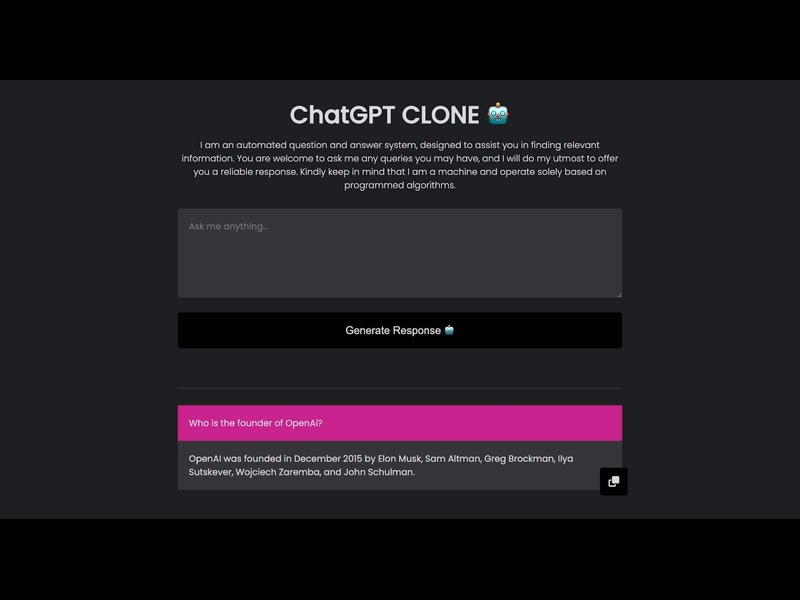 ChatGPT CLONE 🤖
I am an automated question and answer system, designed to assist you in finding relevant
information. You are welcome to ask me any queries you may have, and I will do my utmost to offer
you a reliable response. Kindly keep in mind that I am a machine and operate solely based on
programmed algorithms.
Ask me anything...
Generate Response 🤖
Who is the founder of OpenAi?
OpenAI was founded in December 2015 by Elon Musk, Sam Altman, Greg Brockman, Ilya
Sutskever, Wojciech Zaremba, and John Schulman.